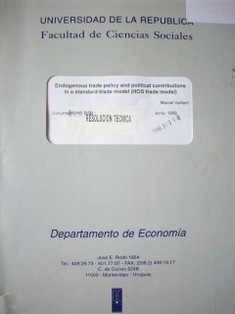 UNIVERSIDAD DE LA REPUBLICA
Facultad de Ciencias Sociales
Endogenous trade policy and political contributions
in a standard-trade model [HOS trade model]
Marcel Vaillant
Junio, 1999
RESOLUCION TECNICA
Departamento de Economía
José E. Rodó 1854
C. de Correo 5248
11000 - Montevideo - Uruguay